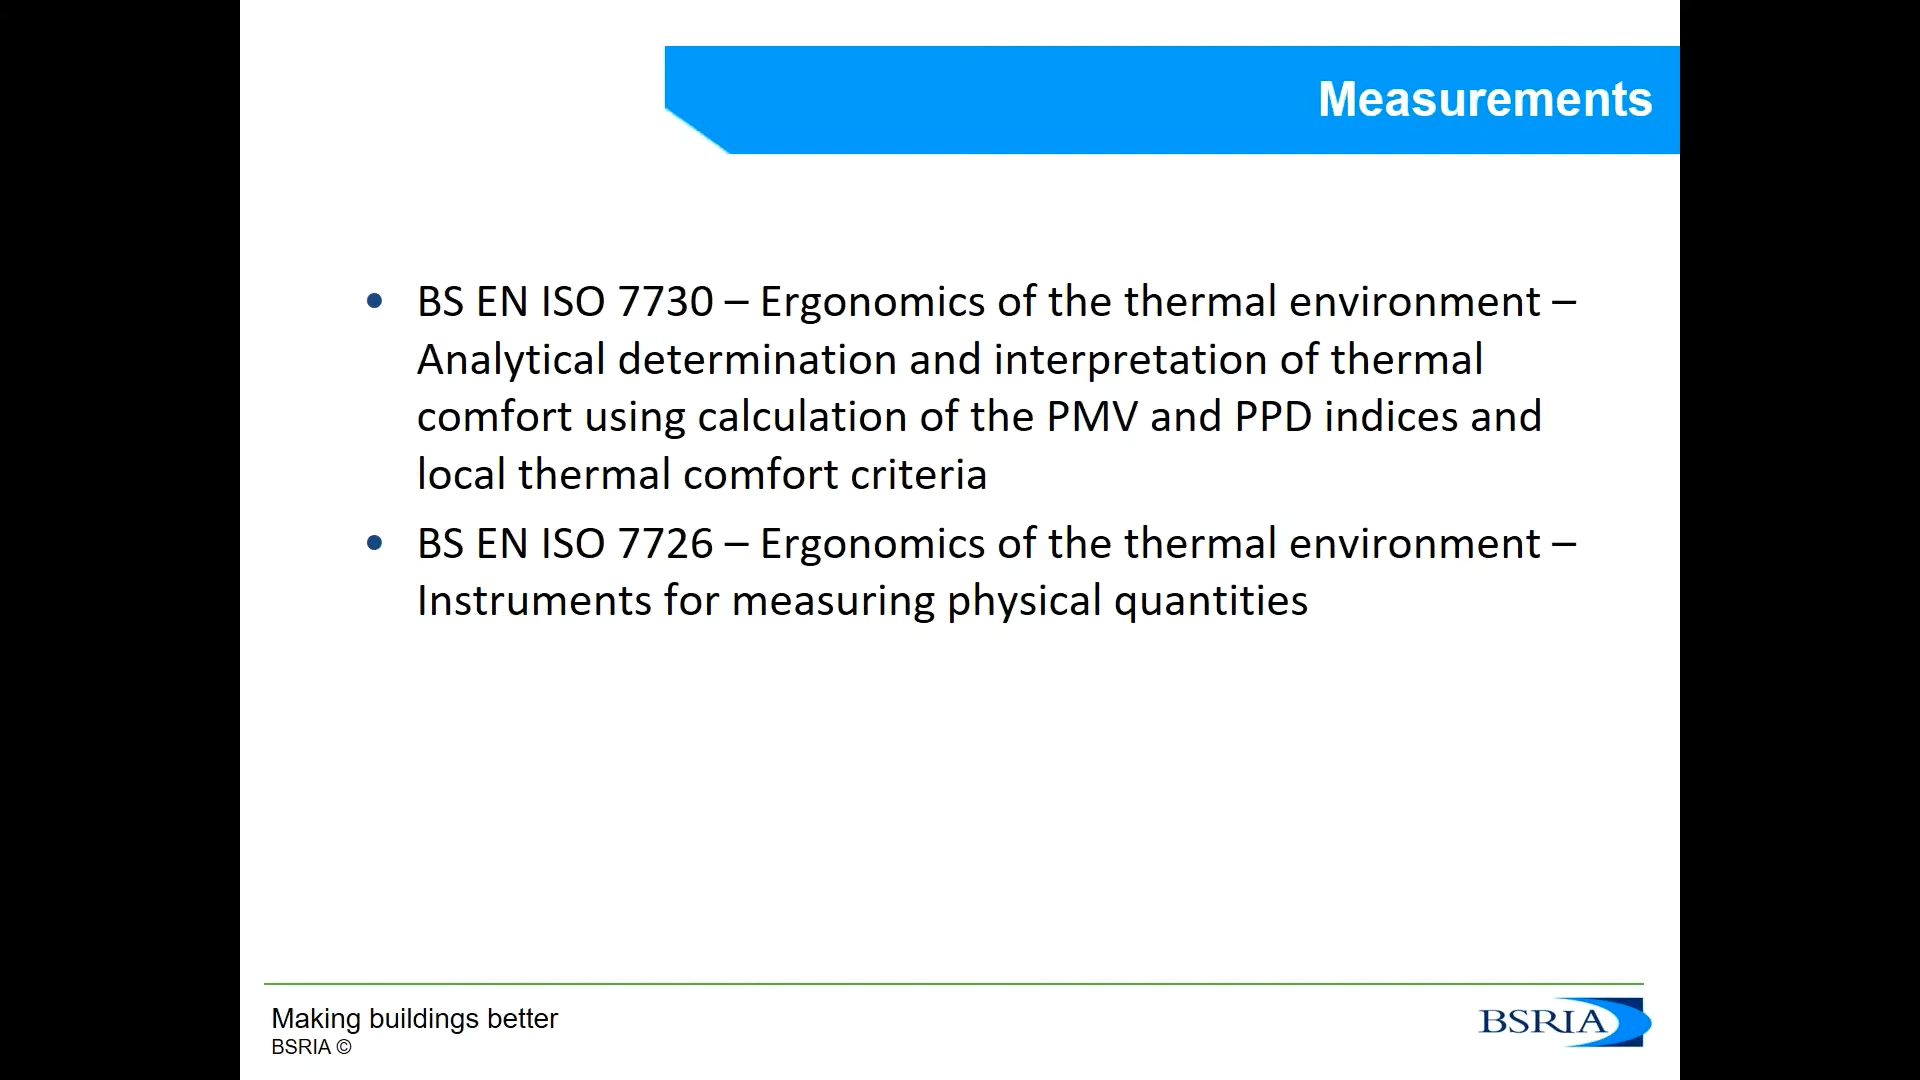 Measurements
• BS EN ISO 7730 – Ergonomics of the thermal environment –
Analytical determination and interpretation of thermal
comfort using calculation of the PMV and PPD indices and
local thermal comfort criteria
• BS EN ISO 7726 – Ergonomics of the thermal environment –
Instruments for measuring physical quantities
Making buildings better
BSRIA ©
BSRIA